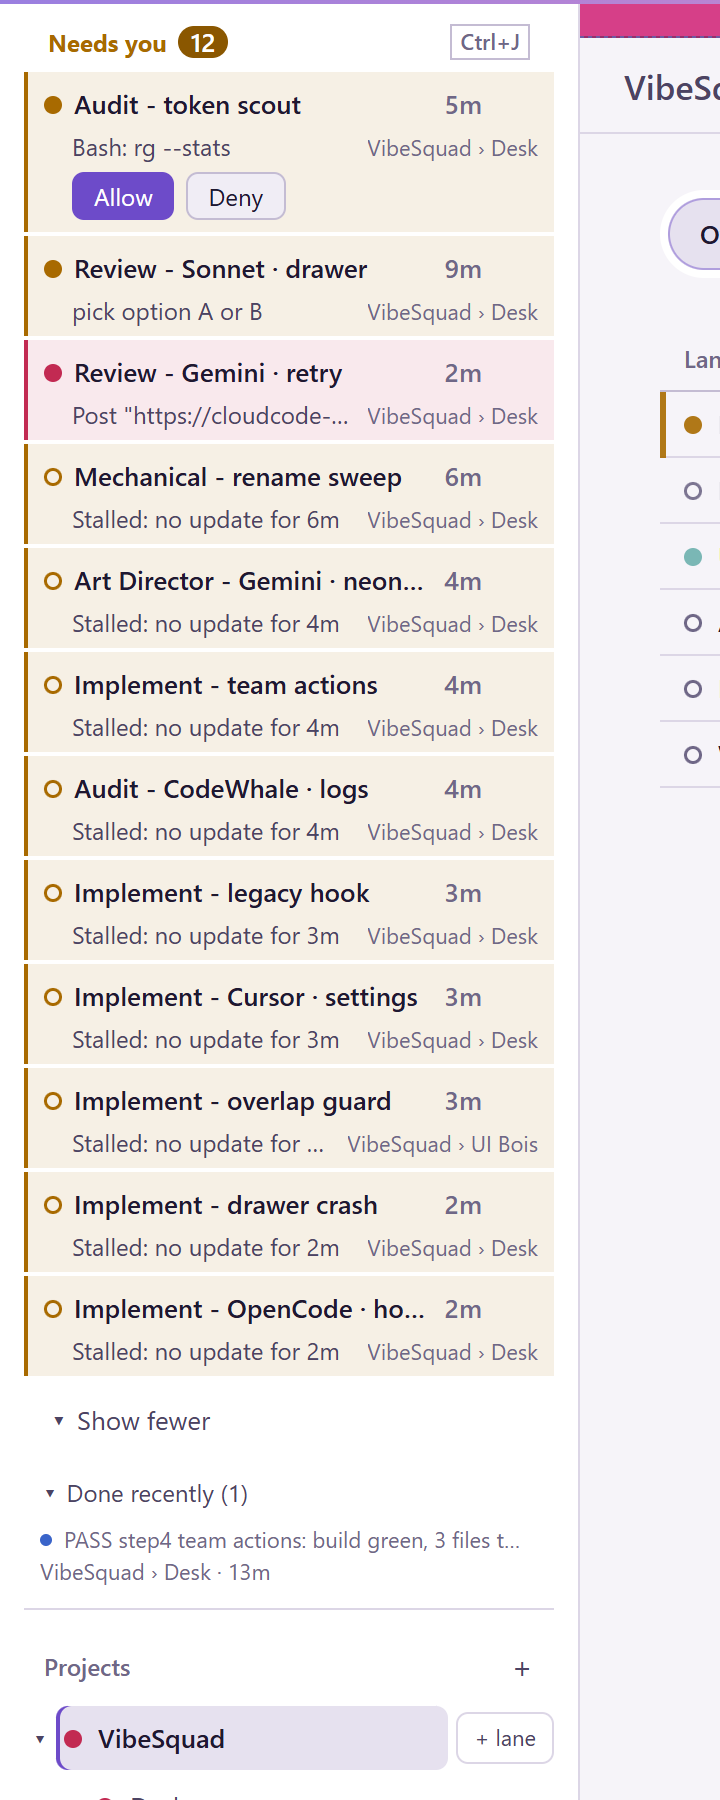 Needs you 12 Ctrl+J
Audit - token scout 5m
Bash: rg --stats VibeSquad › Desk
Allow Deny
Review - Sonnet · drawer 9m
pick option A or B VibeSquad › Desk
Review - Gemini · retry 2m
Post "https://cloudcode-... VibeSquad › Desk
Mechanical - rename sweep 6m
Stalled: no update for 6m VibeSquad › Desk
Art Director - Gemini · neon... 4m
Stalled: no update for 4m VibeSquad › Desk
Implement - team actions 4m
Stalled: no update for 4m VibeSquad › Desk
Audit - CodeWhale · logs 4m
Stalled: no update for 4m VibeSquad › Desk
Implement - legacy hook 3m
Stalled: no update for 3m VibeSquad › Desk
Implement - Cursor · settings 3m
Stalled: no update for 3m VibeSquad › Desk
Implement - overlap guard 3m
Stalled: no update for ... VibeSquad › UI Bois
Implement - drawer crash 2m
Stalled: no update for 2m VibeSquad › Desk
Implement - OpenCode · ho... 2m
Stalled: no update for 2m VibeSquad › Desk
Show fewer
Done recently (1)
PASS step4 team actions: build green, 3 files t...
VibeSquad › Desk · 13m
Projects +
VibeSquad + lane